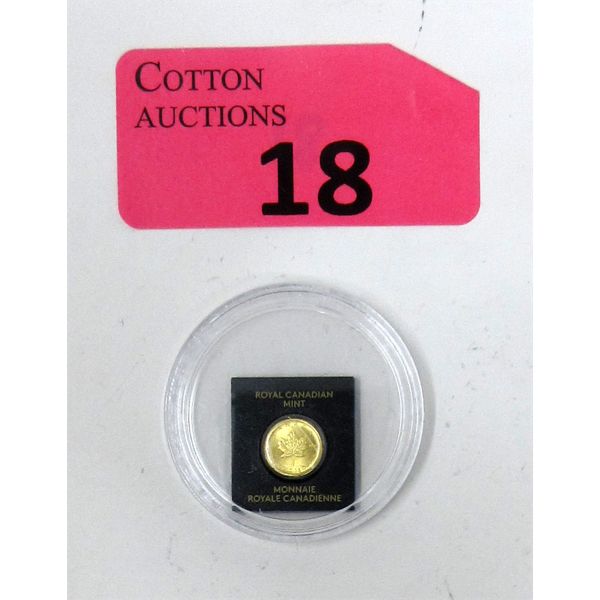 COTTON
AUCTIONS
18
ROYAL CANADIAN
MINT
MONNAIE
ROYALE CANADIENNE